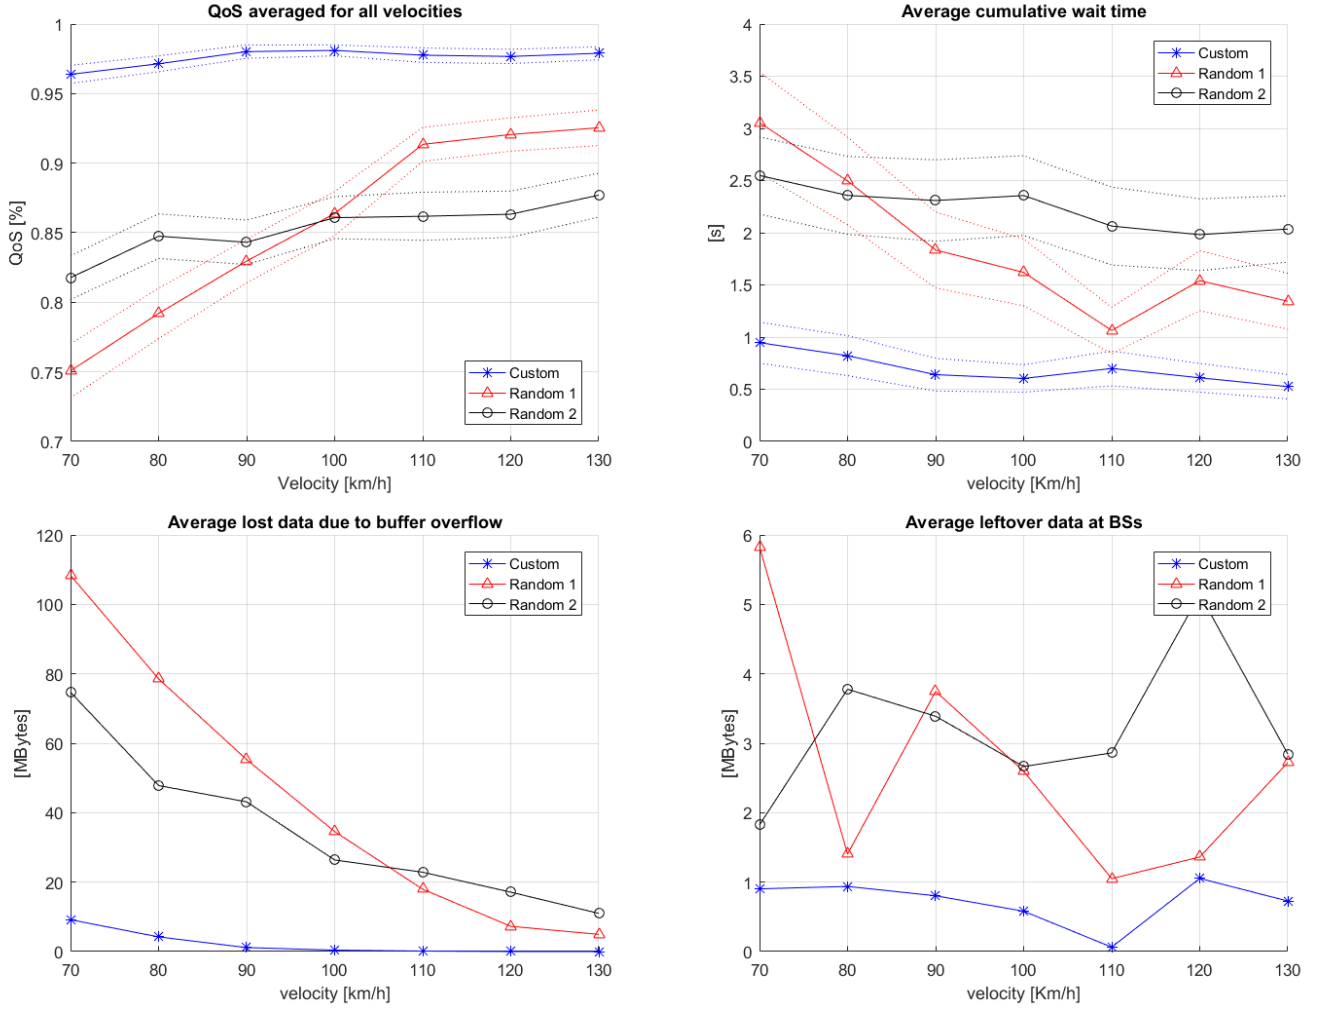 QoS averaged for all velocities
1
0.95
0.9
0.85
0.8
0.75
0.7
QoS [%]
70 80 90 100 110 120 130
Velocity [km/h]
Custom
Random 1
Random 2
Average cumulative wait time
4
3.5
3
2.5
2
1.5
1
0.5
0
[s]
70 80 90 100 110 120 130
velocity [Km/h]
Custom
Random 1
Random 2
Average lost data due to buffer overflow
120
100
80
60
40
20
0
[MBytes]
70 80 90 100 110 120 130
velocity [km/h]
Custom
Random 1
Random 2
Average leftover data at BSs
6
5
4
3
2
1
0
[MBytes]
70 80 90 100 110 120 130
velocity [Km/h]
Custom
Random 1
Random 2